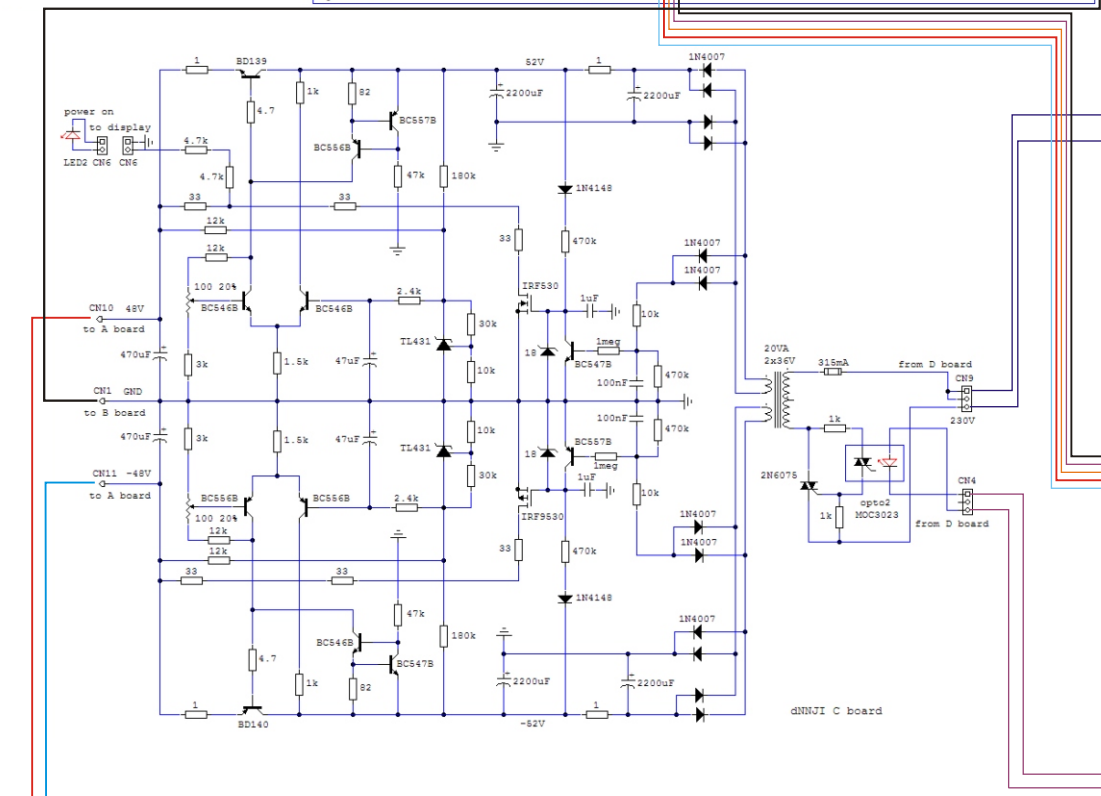 1
BD139
52V
1
1N4007
1k
82
2200uF
2200uF
power on
to display
4.7
BC557B
LED2 CN6 CN6
4.7k
BC556B
4.7k
47k
180k
1N4148
33
33
12k
33
470k
1N4007
12k
1N4007
100 20%
IRF530
CN10 48V
BC546B
BC546B
2.4k
1uF
10k
to A board
30k
TL431
1meg
20VA
2x36V
470uF
3k
1.5k
47uF
18
BC547B
315mA
from D board
10k
100nF
470k
CN9
CN1 GND
to B board
100nF
230V
470uF
3k
1.5k
47uF
10k
470k
1k
TL431
18
BC557B
1meg
CN11 -48V
30k
1uF
2N6075
CN4
to A board
BC556B
BC556B
2.4k
10k
opto2
MOC3023
100 20%
IRF9530
1k
from D board
12k
1N4007
12k
33
470k
1N4007
33
33
1N4148
47k
1N4007
BC546B
180k
4.7
BC547B
1k
82
2200uF
2200uF
1
BD140
-52V
1
dNNJI C board